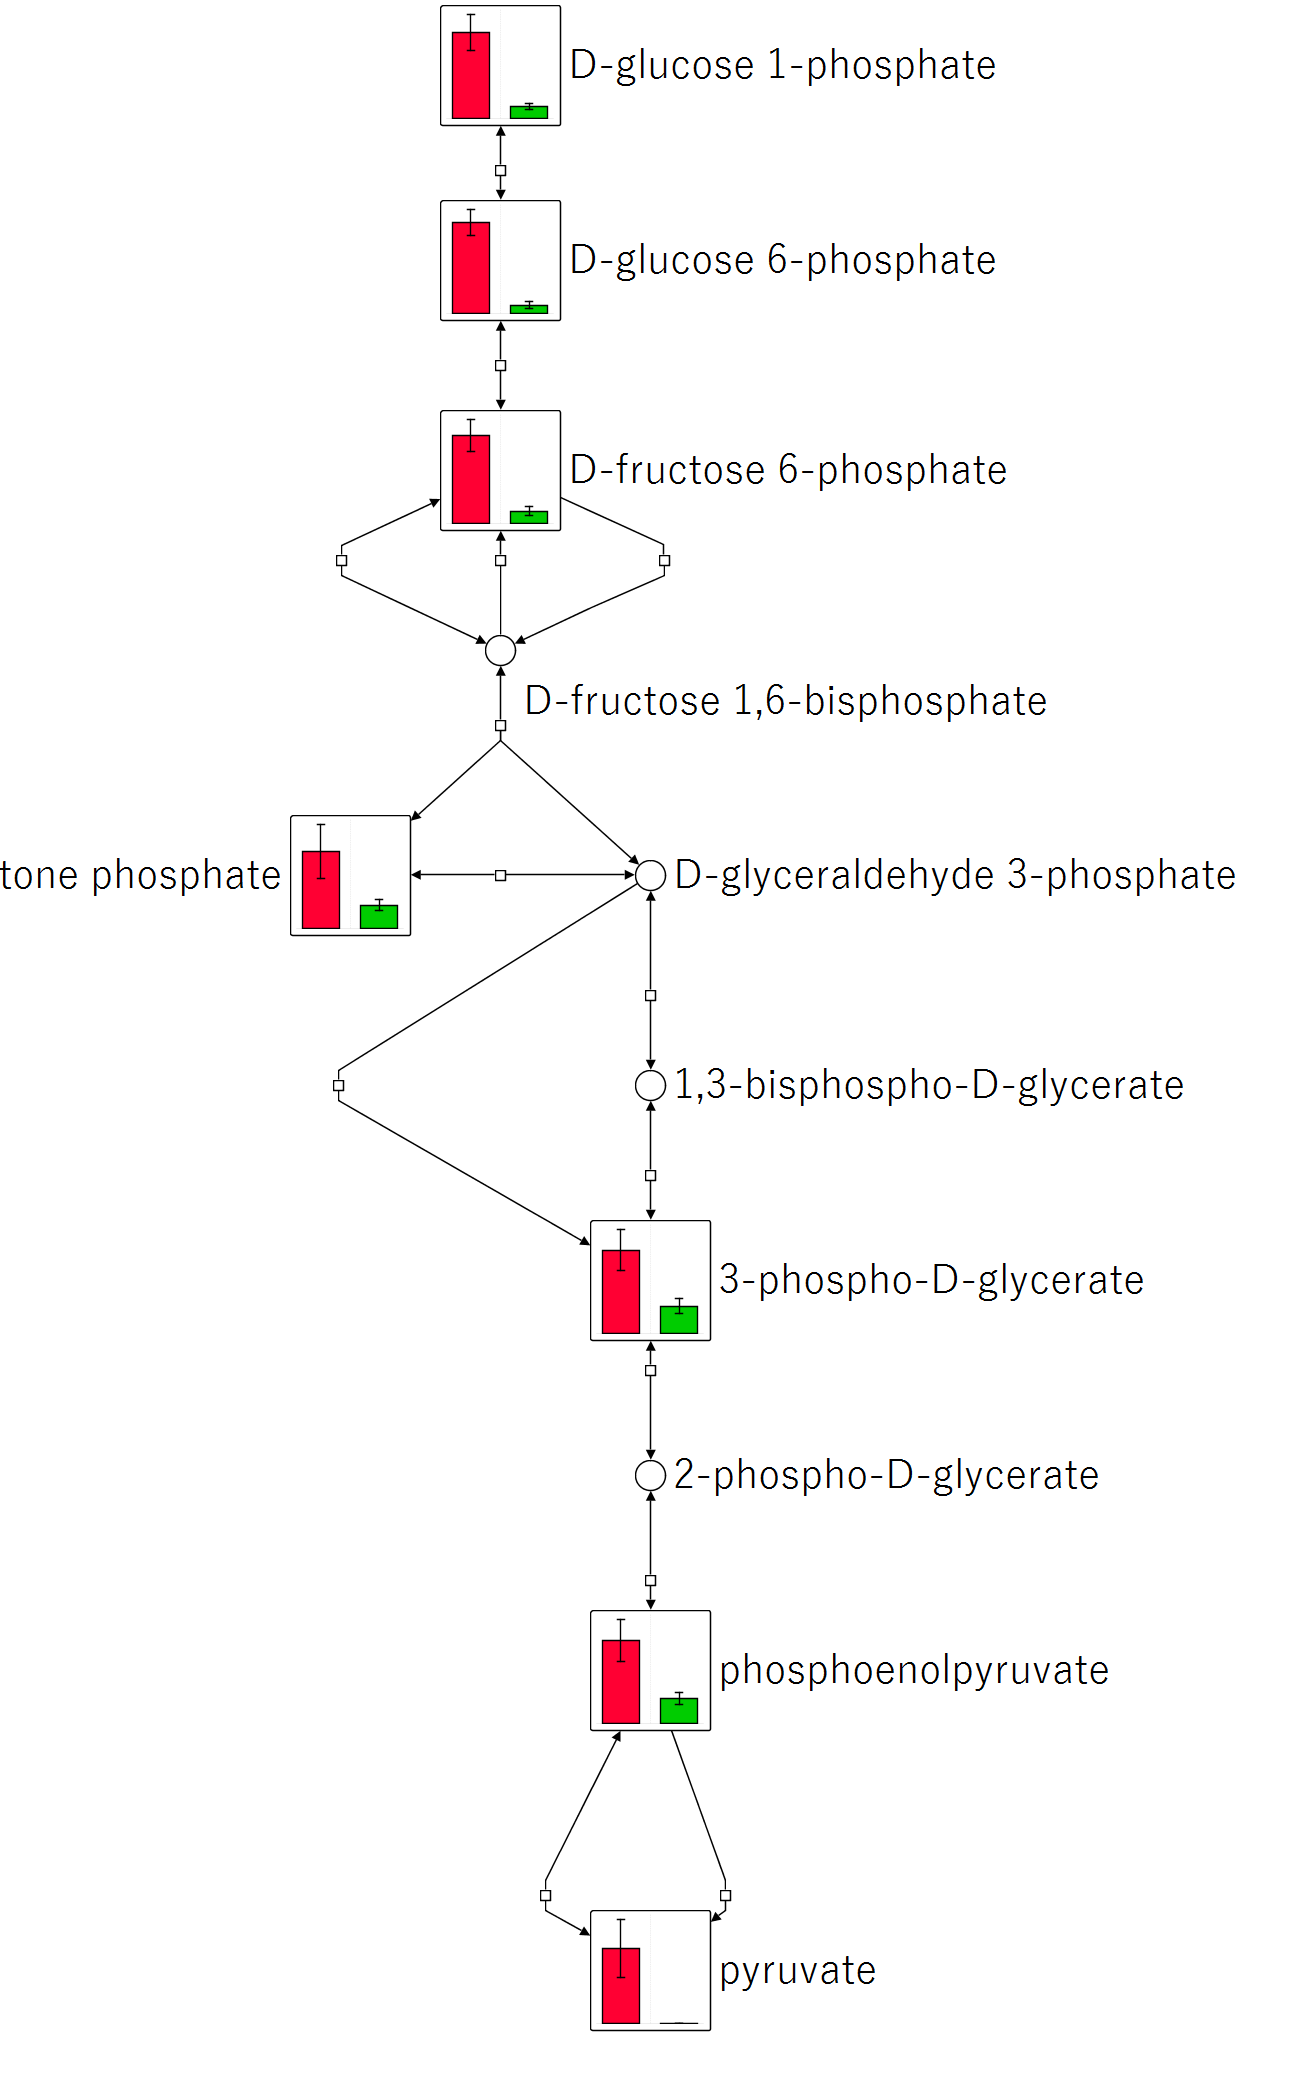 D-glucose 1-phosphate
D-glucose 6-phosphate
D-fructose 6-phosphate
D-fructose 1,6-bisphosphate
tone phosphate
D-glyceraldehyde 3-phosphate
1,3-bisphospho-D-glycerate
3-phospho-D-glycerate
2-phospho-D-glycerate
phosphoenolpyruvate
pyruvate